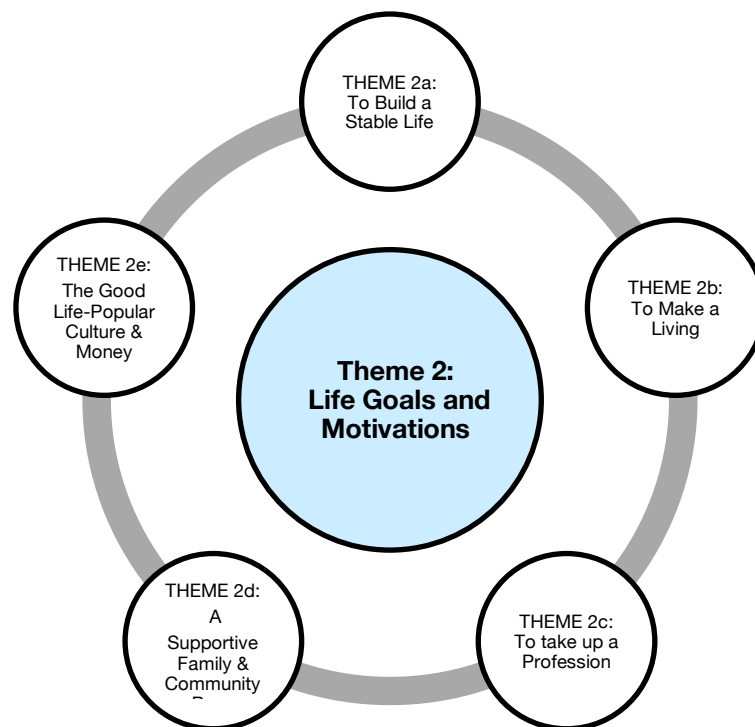 THEME 2a:
To Build a
Stable Life
THEME 2b:
To Make a
Living
THEME 2c:
To take up a
Profession
THEME 2d:
A
Supportive
Family &
Community
THEME 2e:
The Good
Life-Popular
Culture &
Money
Theme 2:
Life Goals and
Motivations